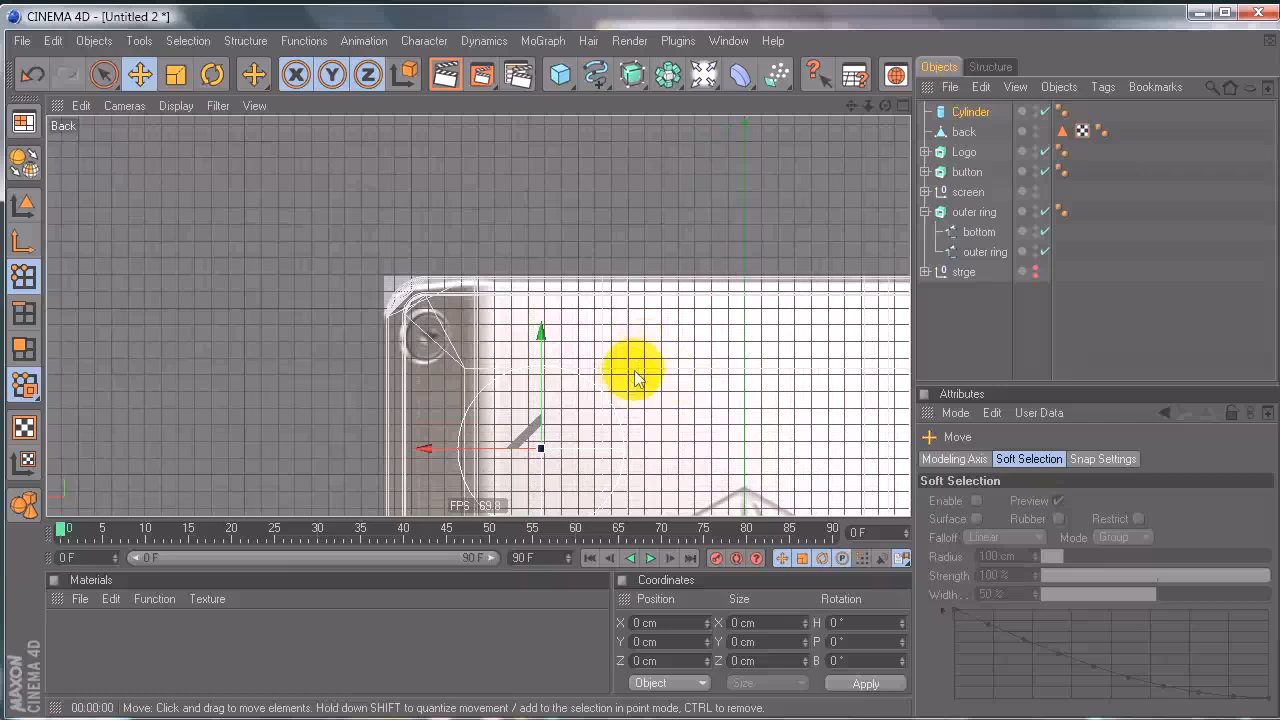 CINEMA 4D - [Untitled 2 *]
File Edit Objects Tools Selection Structure Functions Animation Character Dynamics MoGraph Hair Render Plugins Window Help
X Y Z
Objects Structure
Edit Cameras Display Filter View
File Edit View Objects Tags Bookmarks
Back
Cylinder
back
Logo
button
screen
outer ring
bottom
outer ring
strge
Attributes
Mode Edit User Data
Move
Modeling Axis Soft Selection Snap Settings
Soft Selection
Enable Preview
Surface Rubber Restrict
Falloff Linear Mode Group
Radius 100 cm
Strength 100 %
Width . . 50 %
FPS : 69.8
0 5 10 15 20 25 30 35 40 45 50 55 60 65 70 75 80 85 90 0 F
0 F 0 F 90 F 90 F
Materials
File Edit Function Texture
Coordinates
Position Size Rotation
X 0 cm X 0 cm H 0 °
Y 0 cm Y 0 cm P 0 °
Z 0 cm Z 0 cm B 0 °
Object Size Apply
MAXON CINEMA 4D
00:00:00 Move: Click and drag to move elements. Hold down SHIFT to quantize movement / add to the selection in point mode, CTRL to remove.